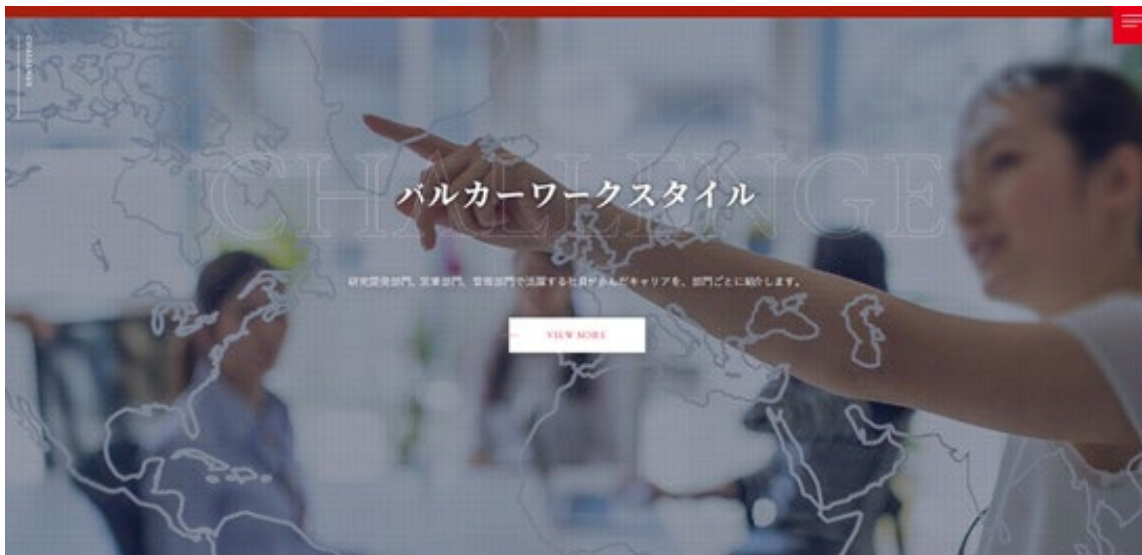 CHALLENGE
CHALLENGE
バルカーワークスタイル
研究開発部門、営業部門、管理部門で活躍する社員が歩んだキャリアを、部門ごとに紹介します。
VIEW MORE